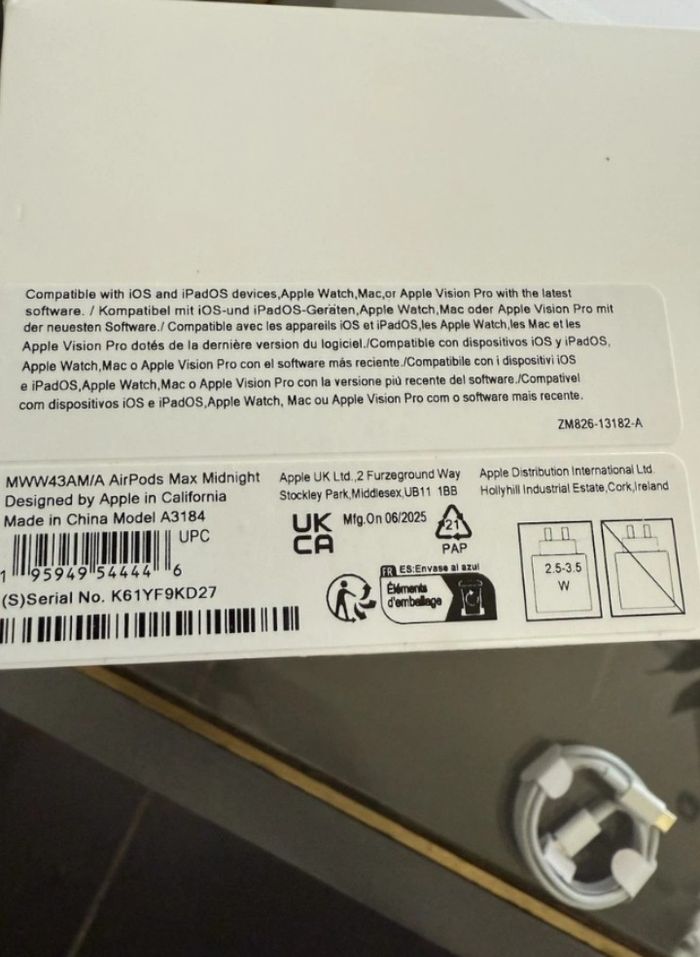 Compatible with iOS and iPadOS devices,Apple Watch,Mac,or Apple Vision Pro with the latest
software. / Kompatibel mit iOS-und iPadOS-Geräten,Apple Watch,Mac oder Apple Vision Pro mit
der neuesten Software./ Compatible avec les appareils iOS et iPadOS,les Apple Watch,les Mac et les
Apple Vision Pro dotés de la dernière version du logiciel./Compatible con dispositivos iOS y iPadOS,
Apple Watch,Mac o Apple Vision Pro con el software más reciente./Compatibile con i dispositivi iOS
e iPadOS,Apple Watch,Mac o Apple Vision Pro con la versione più recente del software./Compativel
com dispositivos iOS e iPadOS,Apple Watch, Mac ou Apple Vision Pro com o software mais recente.
ZM826-13182-A
MWW43AM/A AirPods Max Midnight
Designed by Apple in California
Made in China Model A3184
UPC
1 95949 54444 6
(S)Serial No. K61YF9KD27
Apple UK Ltd.,2 Furzeground Way
Stockley Park,Middlesex,UB11 1BB
Apple Distribution International Ltd.
Hollyhill Industrial Estate,Cork,Ireland
UK
CA
Mfg.On 06/2025
21
PAP
FR ES:Envase al azul
Éléments
d'emballage
2.5-3.5
W